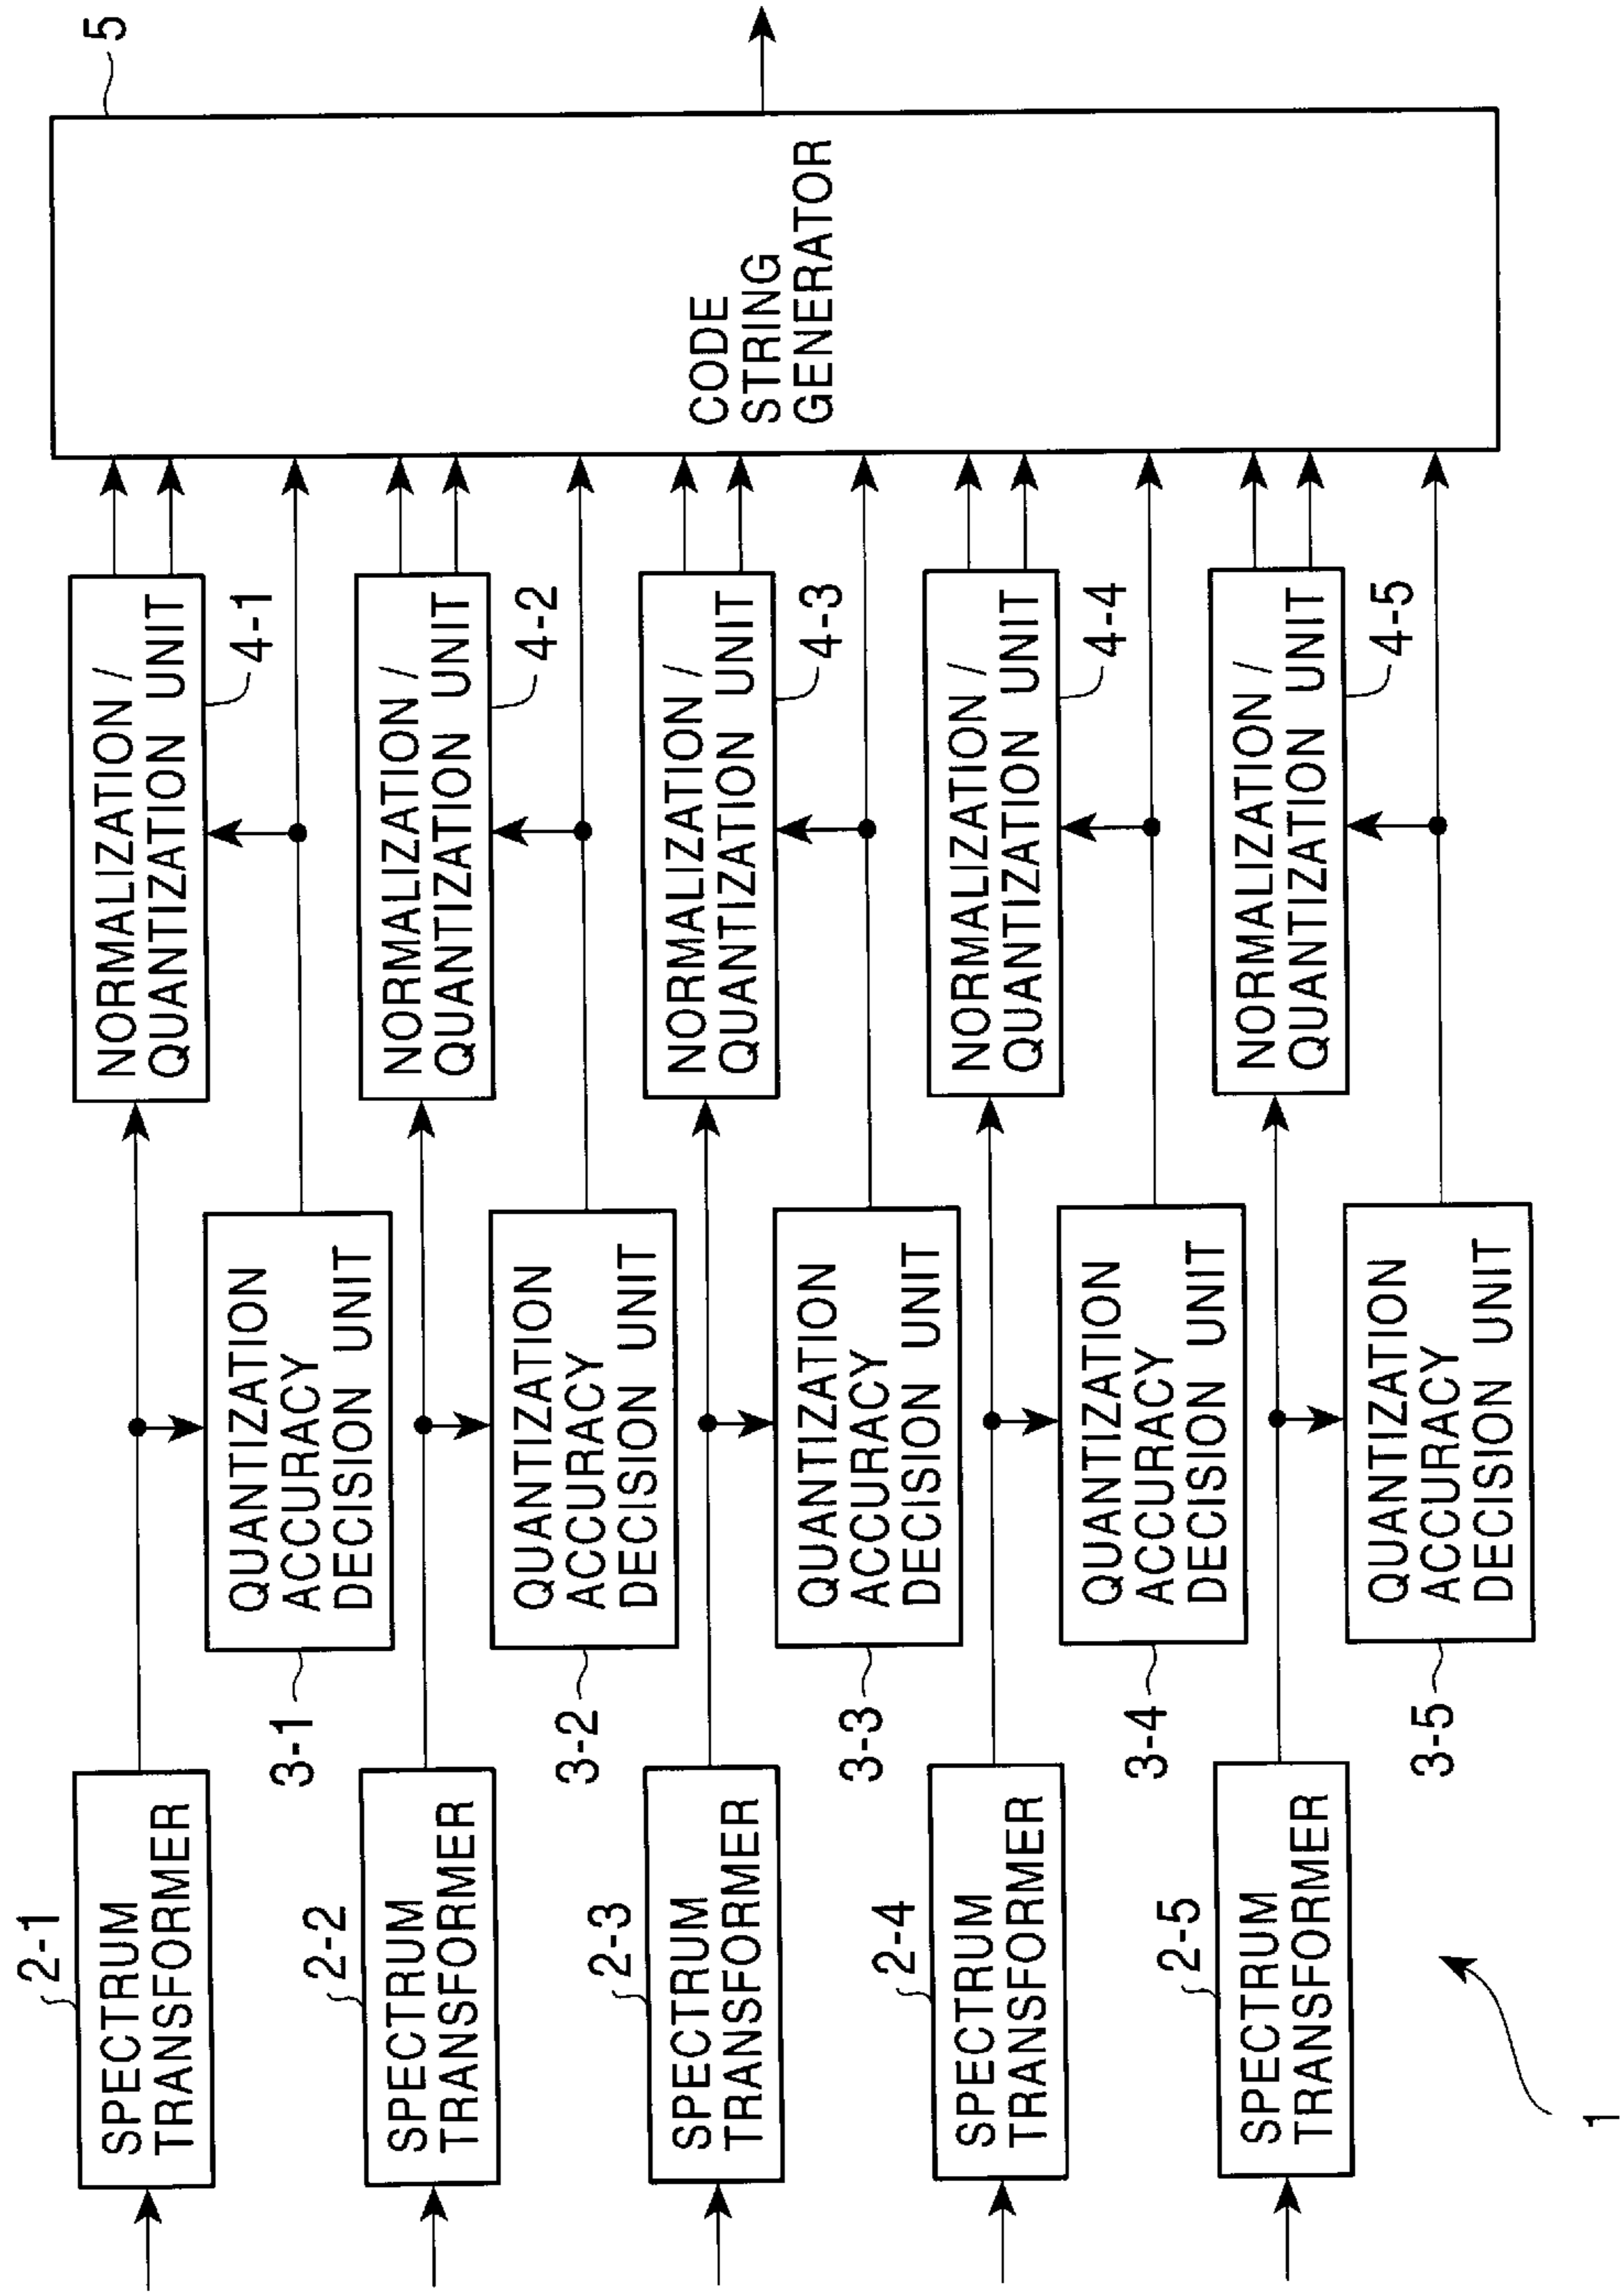 2-1
SPECTRUM
TRANSFORMER
3-1
QUANTIZATION
ACCURACY
DECISION UNIT
NORMALIZATION /
QUANTIZATION UNIT
4-1
2-2
SPECTRUM
TRANSFORMER
3-2
QUANTIZATION
ACCURACY
DECISION UNIT
NORMALIZATION /
QUANTIZATION UNIT
4-2
2-3
SPECTRUM
TRANSFORMER
3-3
QUANTIZATION
ACCURACY
DECISION UNIT
NORMALIZATION /
QUANTIZATION UNIT
4-3
2-4
SPECTRUM
TRANSFORMER
3-4
QUANTIZATION
ACCURACY
DECISION UNIT
NORMALIZATION /
QUANTIZATION UNIT
4-4
2-5
SPECTRUM
TRANSFORMER
3-5
QUANTIZATION
ACCURACY
DECISION UNIT
NORMALIZATION /
QUANTIZATION UNIT
4-5
5
CODE
STRING
GENERATOR
1